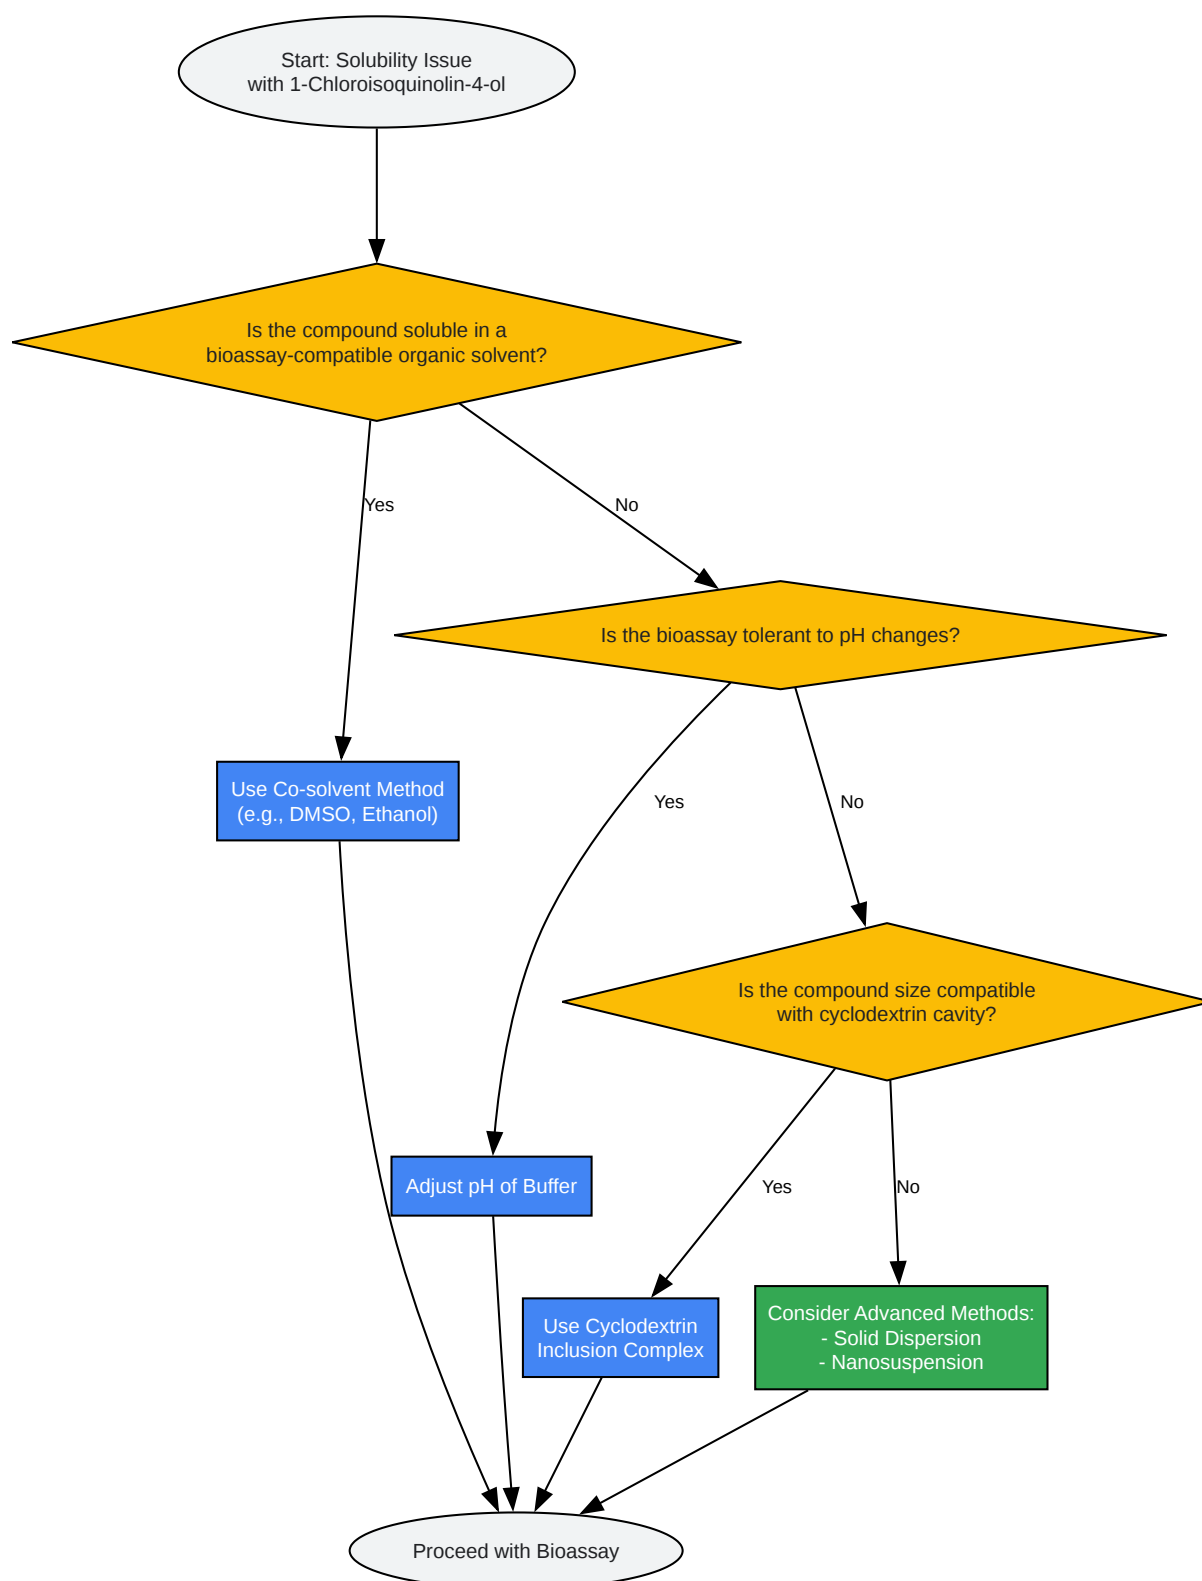 Start: Solubility Issue
with 1-Chloroisoquinolin-4-ol
Is the compound soluble in a
bioassay-compatible organic solvent?
Yes
No
Is the bioassay tolerant to pH changes?
Use Co-solvent Method
(e.g., DMSO, Ethanol)
Yes
No
Is the compound size compatible
with cyclodextrin cavity?
Adjust pH of Buffer
Yes
No
Use Cyclodextrin
Inclusion Complex
Consider Advanced Methods:
- Solid Dispersion
- Nanosuspension
Proceed with Bioassay